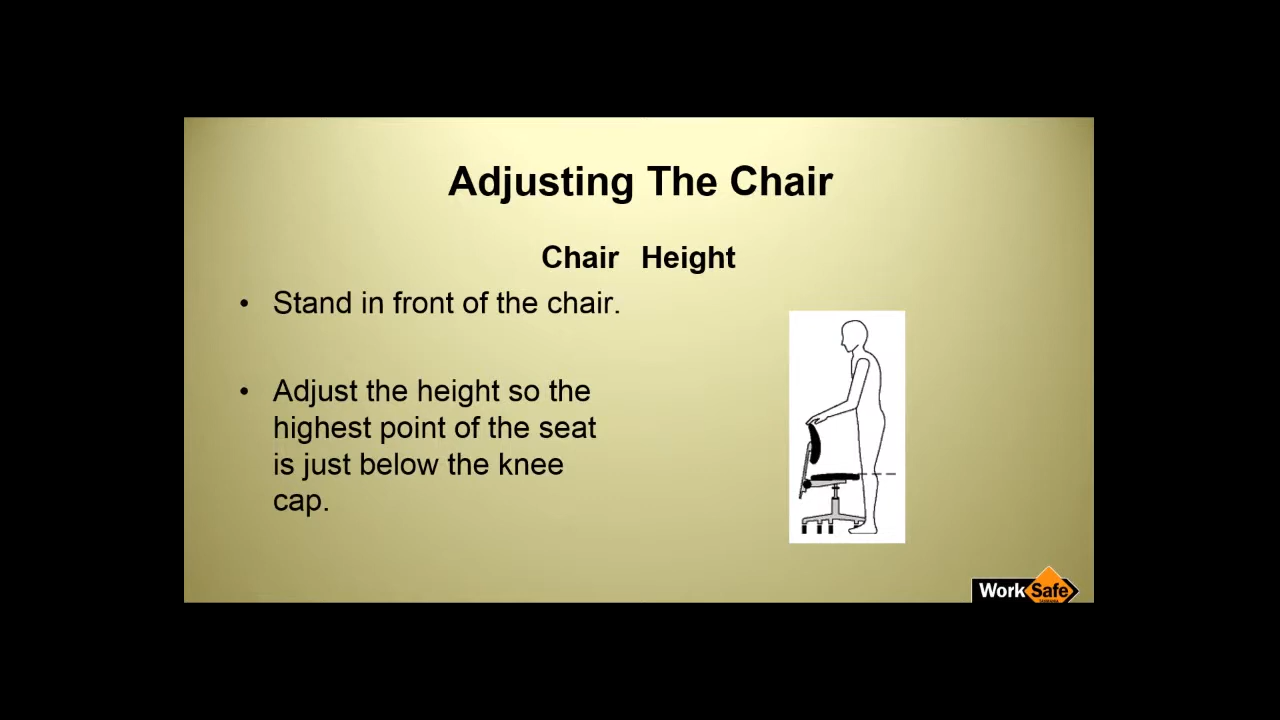 Adjusting The Chair
Chair Height
• Stand in front of the chair.
• Adjust the height so the
highest point of the seat
is just below the knee
cap.
WorkSafe
TASMANIA